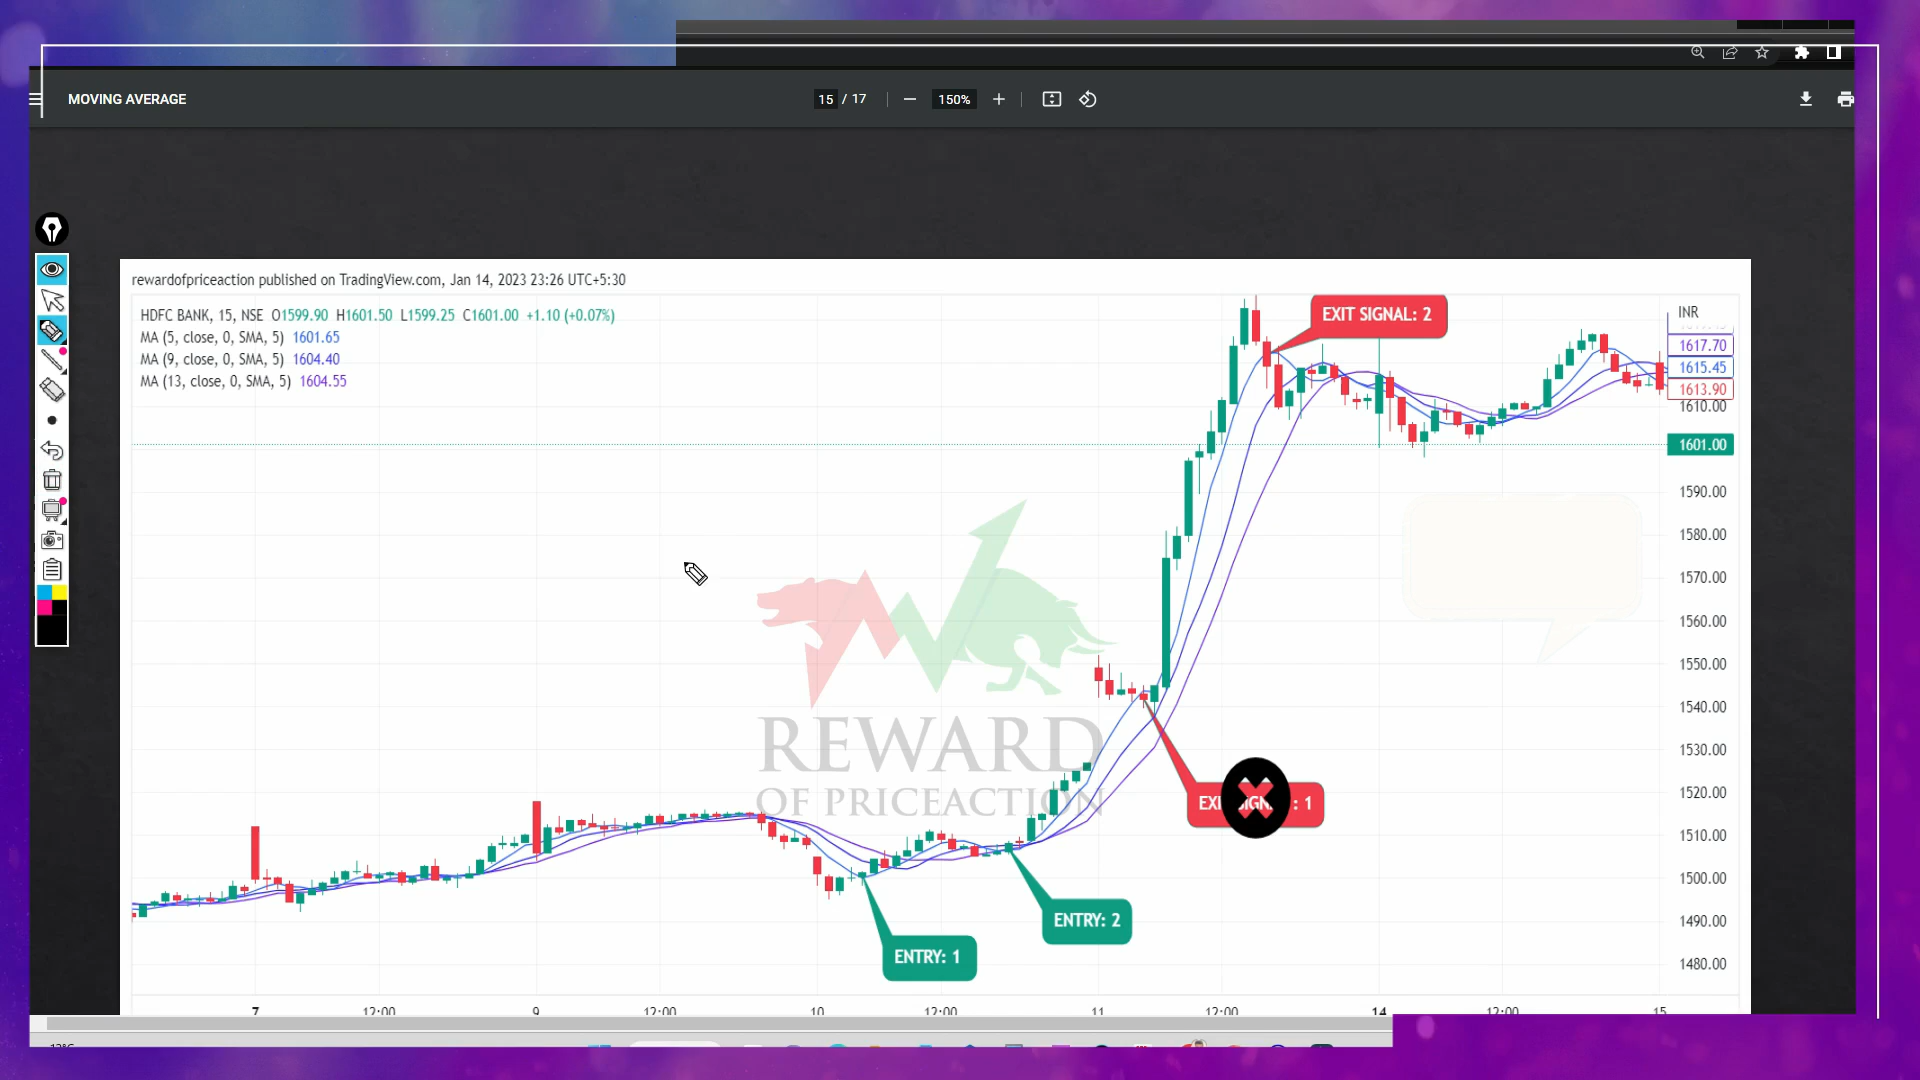 MOVING AVERAGE
15 / 17
150%
rewardofpriceaction published on TradingView.com, Jan 14, 2023 23:26 UTC+5:30
HDFC BANK, 15, NSE O1599.90 H1601.50 L1599.25 C1601.00 +1.10 (+0.07%)
MA (5, close, 0, SMA, 5) 1601.65
MA (9, close, 0, SMA, 5) 1604.40
MA (13, close, 0, SMA, 5) 1604.55
EXIT SIGNAL: 2
INR
1617.70
1615.45
1613.90
1610.00
1601.00
1590.00
1580.00
1570.00
1560.00
1550.00
1540.00
1530.00
1520.00
1510.00
1500.00
1490.00
1480.00
REWARD
OF PRICEACTION
: 1
ENTRY: 2
ENTRY: 1
7 12:00 9 12:00 10 12:00 11 12:00 14 12:00 15